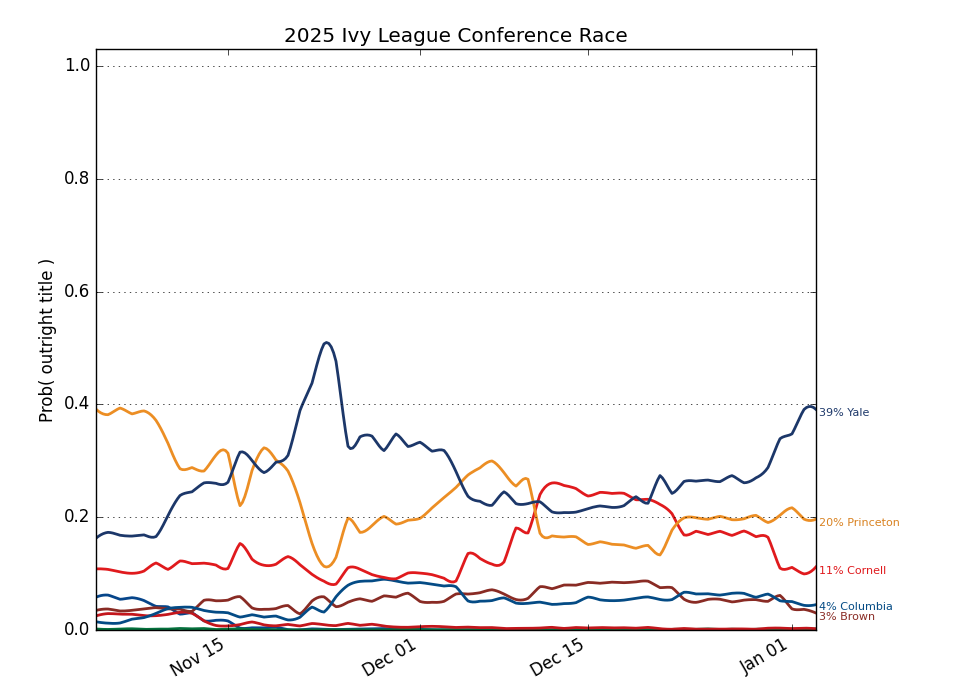 2025 Ivy League Conference Race
Prob( outright title )
1.0
0.8
0.6
0.4
0.2
0.0
39% Yale
20% Princeton
11% Cornell
4% Columbia
3% Brown
Nov 15
Dec 01
Dec 15
Jan 01